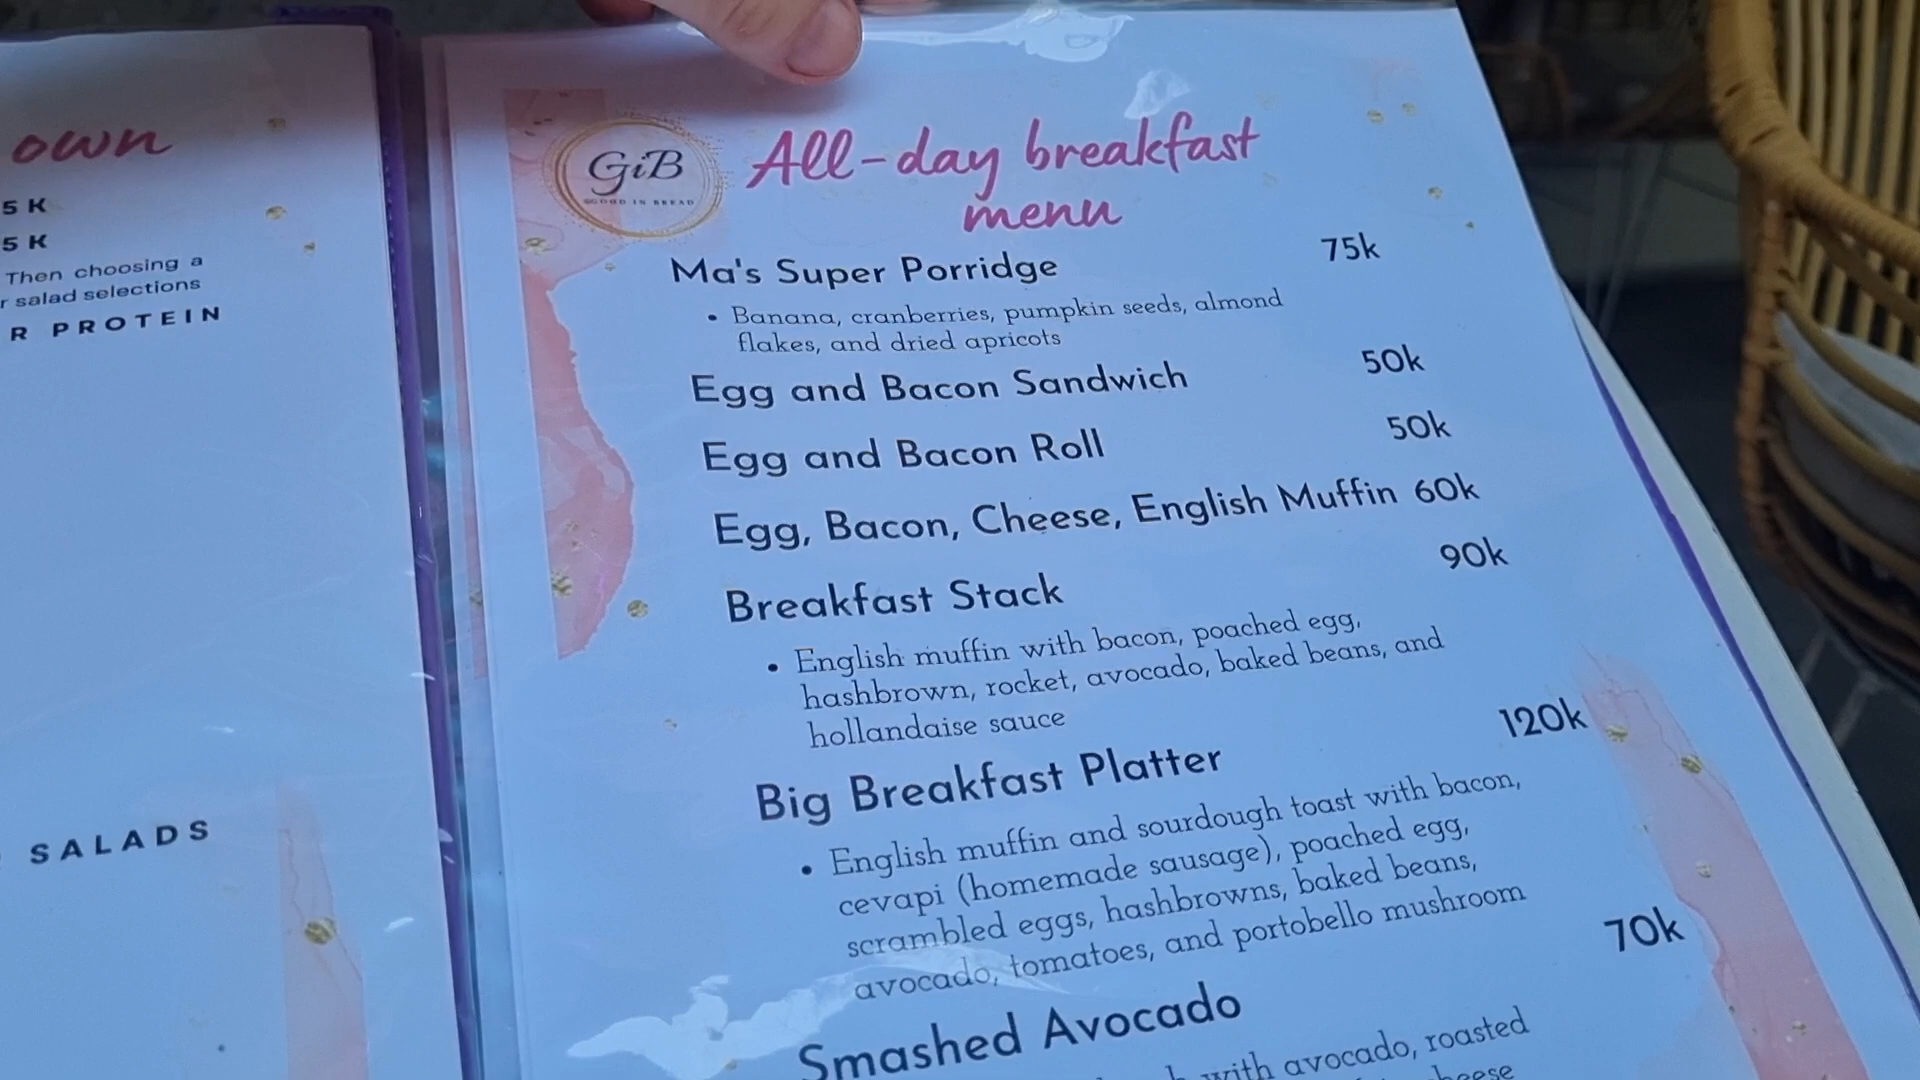 own
5 K
5 K
Then choosing a
r salad selections
R PROTEIN
SALADS
GiB
GOOD IN BREAD
All-day breakfast
menu
Ma's Super Porridge 75k
• Banana, cranberries, pumpkin seeds, almond
flakes, and dried apricots
Egg and Bacon Sandwich 50k
Egg and Bacon Roll 50k
Egg, Bacon, Cheese, English Muffin 60k
Breakfast Stack 90k
• English muffin with bacon, poached egg,
hashbrown, rocket, avocado, baked beans, and
hollandaise sauce
Big Breakfast Platter 120k
• English muffin and sourdough toast with bacon,
cevapi (homemade sausage), poached egg,
scrambled eggs, hashbrowns, baked beans,
avocado, tomatoes, and portobello mushroom
Smashed Avocado 70k
with avocado, roasted
cheese